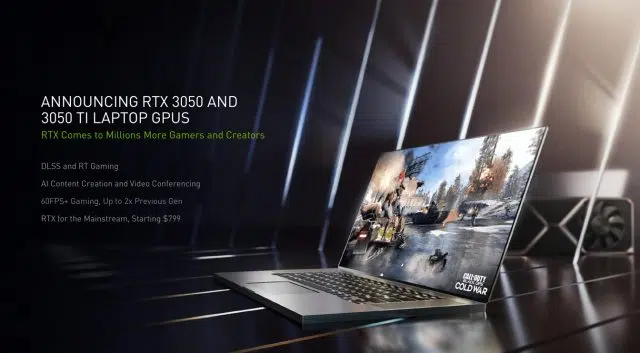 ANNOUNCING RTX 3050 AND
3050 TI LAPTOP GPUS
RTX Comes to Millions More Gamers and Creators
DLSS and RT Gaming
AI Content Creation and Video Conferencing
60FPS+ Gaming, Up to 2x Previous Gen
RTX for the Mainstream, Starting $799
CALL OF DUTY
BLACK OPS
COLD WAR